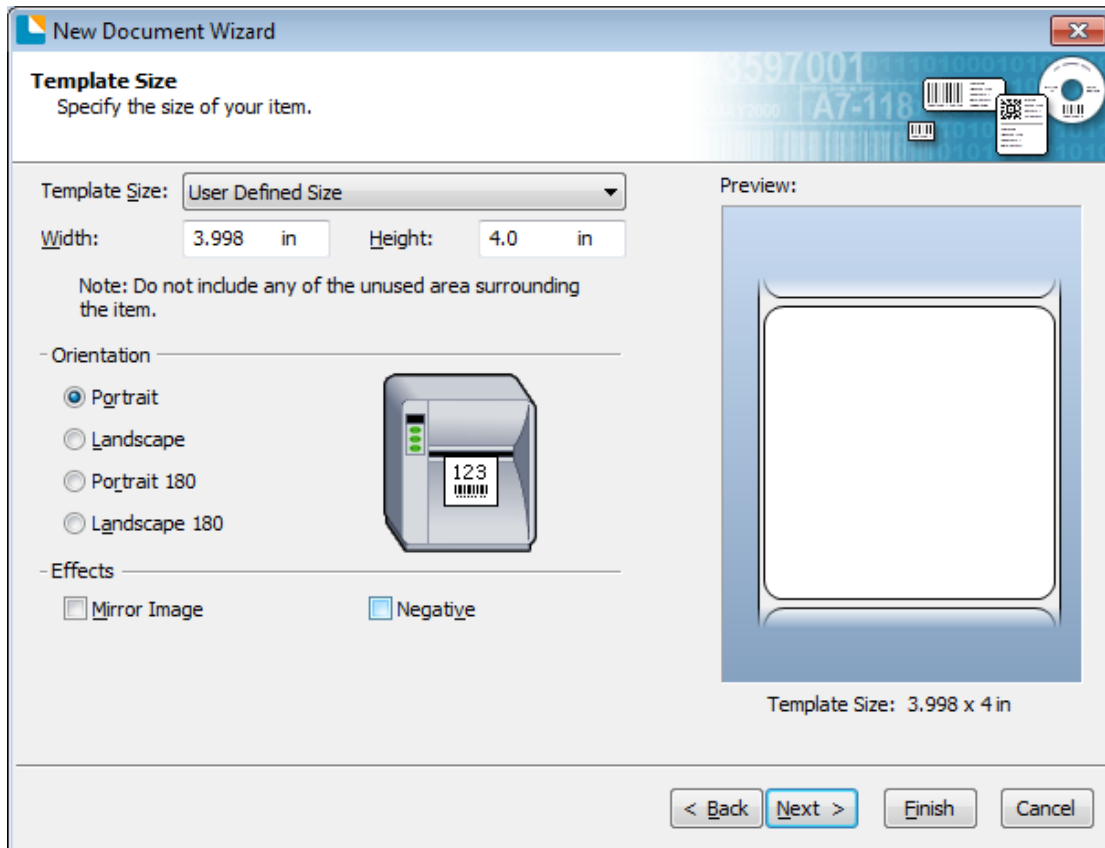 New Document Wizard
Template Size
Specify the size of your item.
3597001
A7-118
Template Size: User Defined Size
Width: 3.998 in Height: 4.0 in
Note: Do not include any of the unused area surrounding
the item.
Orientation
Portrait
Landscape
Portrait 180
Landscape 180
123
Effects
Mirror Image Negative
Preview:
Template Size: 3.998 x 4 in
< Back Next > Finish Cancel